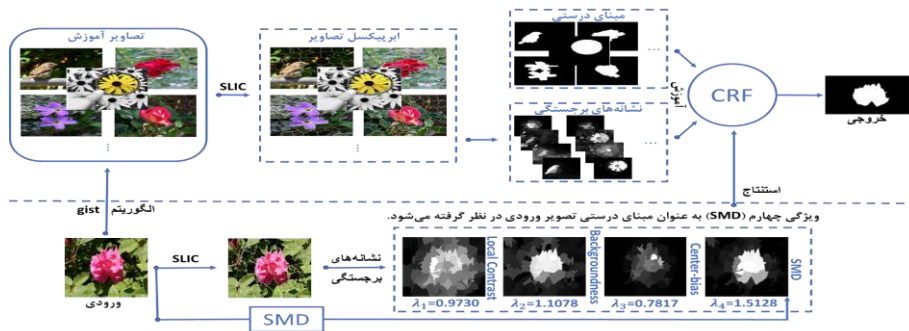 تصاویر آموزش
ابرپیکسل تصاویر
مبنای درستی
SLIC
...
...
...
نشانه‌های برجستگی
...
آموزش
CRF
خروجی
استنتاج
gist الگوریتم
ویژگی چهارم (SMD) به عنوان مبنای درستی تصویر ورودی در نظر گرفته می‌شود.
ورودی
SLIC
نشانه‌های
برجستگی
Local Contrast
Backgroundness
Center-bias
SMD
λ₁=0.9730
λ₂=1.1078
λ₃=0.7817
λ₄=1.5128
SMD